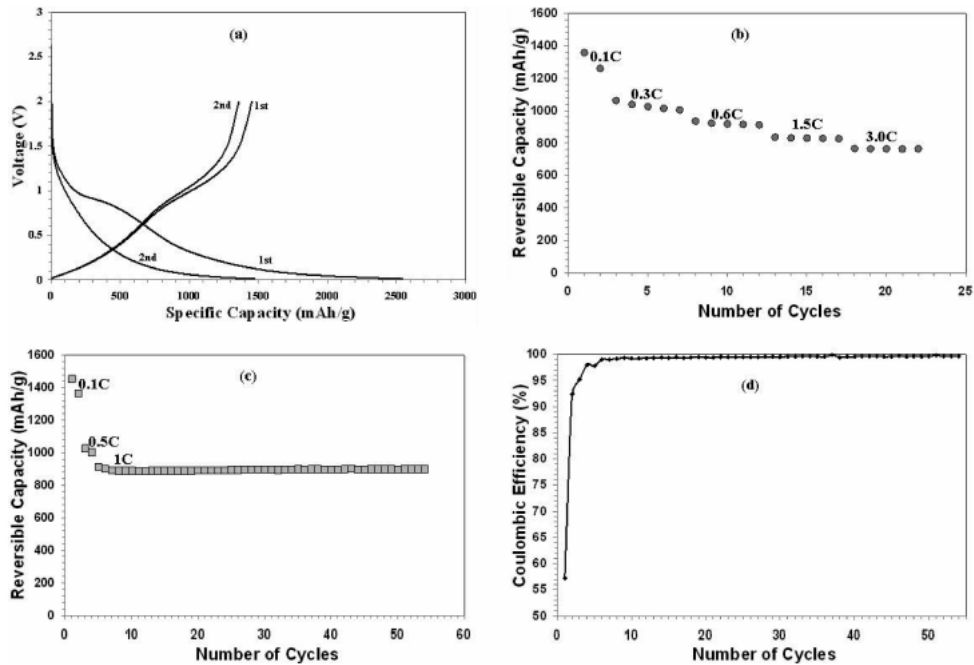 3
2.5
2
1.5
1
0.5
0
Voltage (V)
(a)
2nd
1st
2nd
1st
0 500 1000 1500 2000 2500 3000
Specific Capacity (mAh/g)
1600
1400
1200
1000
800
600
400
200
0
Reversible Capacity (mAh/g)
(b)
0.1C
0.3C
0.6C
1.5C
3.0C
0 5 10 15 20 25
Number of Cycles
1600
1400
1200
1000
800
600
400
200
0
Reversible Capacity (mAh/g)
(c)
0.1C
0.5C
1C
0 10 20 30 40 50 60
Number of Cycles
100
95
90
85
80
75
70
65
60
55
50
Coulombic Efficiency (%)
(d)
0 10 20 30 40 50
Number of Cycles